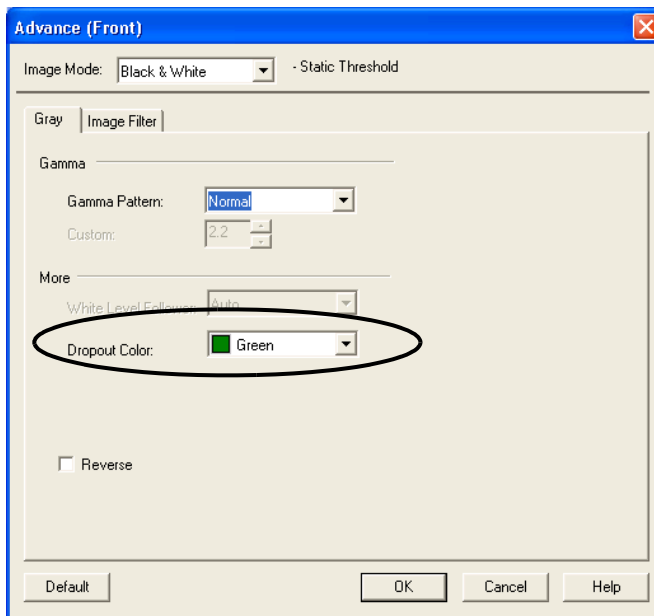 Advance (Front)
Image Mode: Black & White - Static Threshold
Gray Image Filter
Gamma
Gamma Pattern: Normal
Custom: 2.2
More
White Level Follower: Auto
Dropout Color: Green
Reverse
Default OK Cancel Help